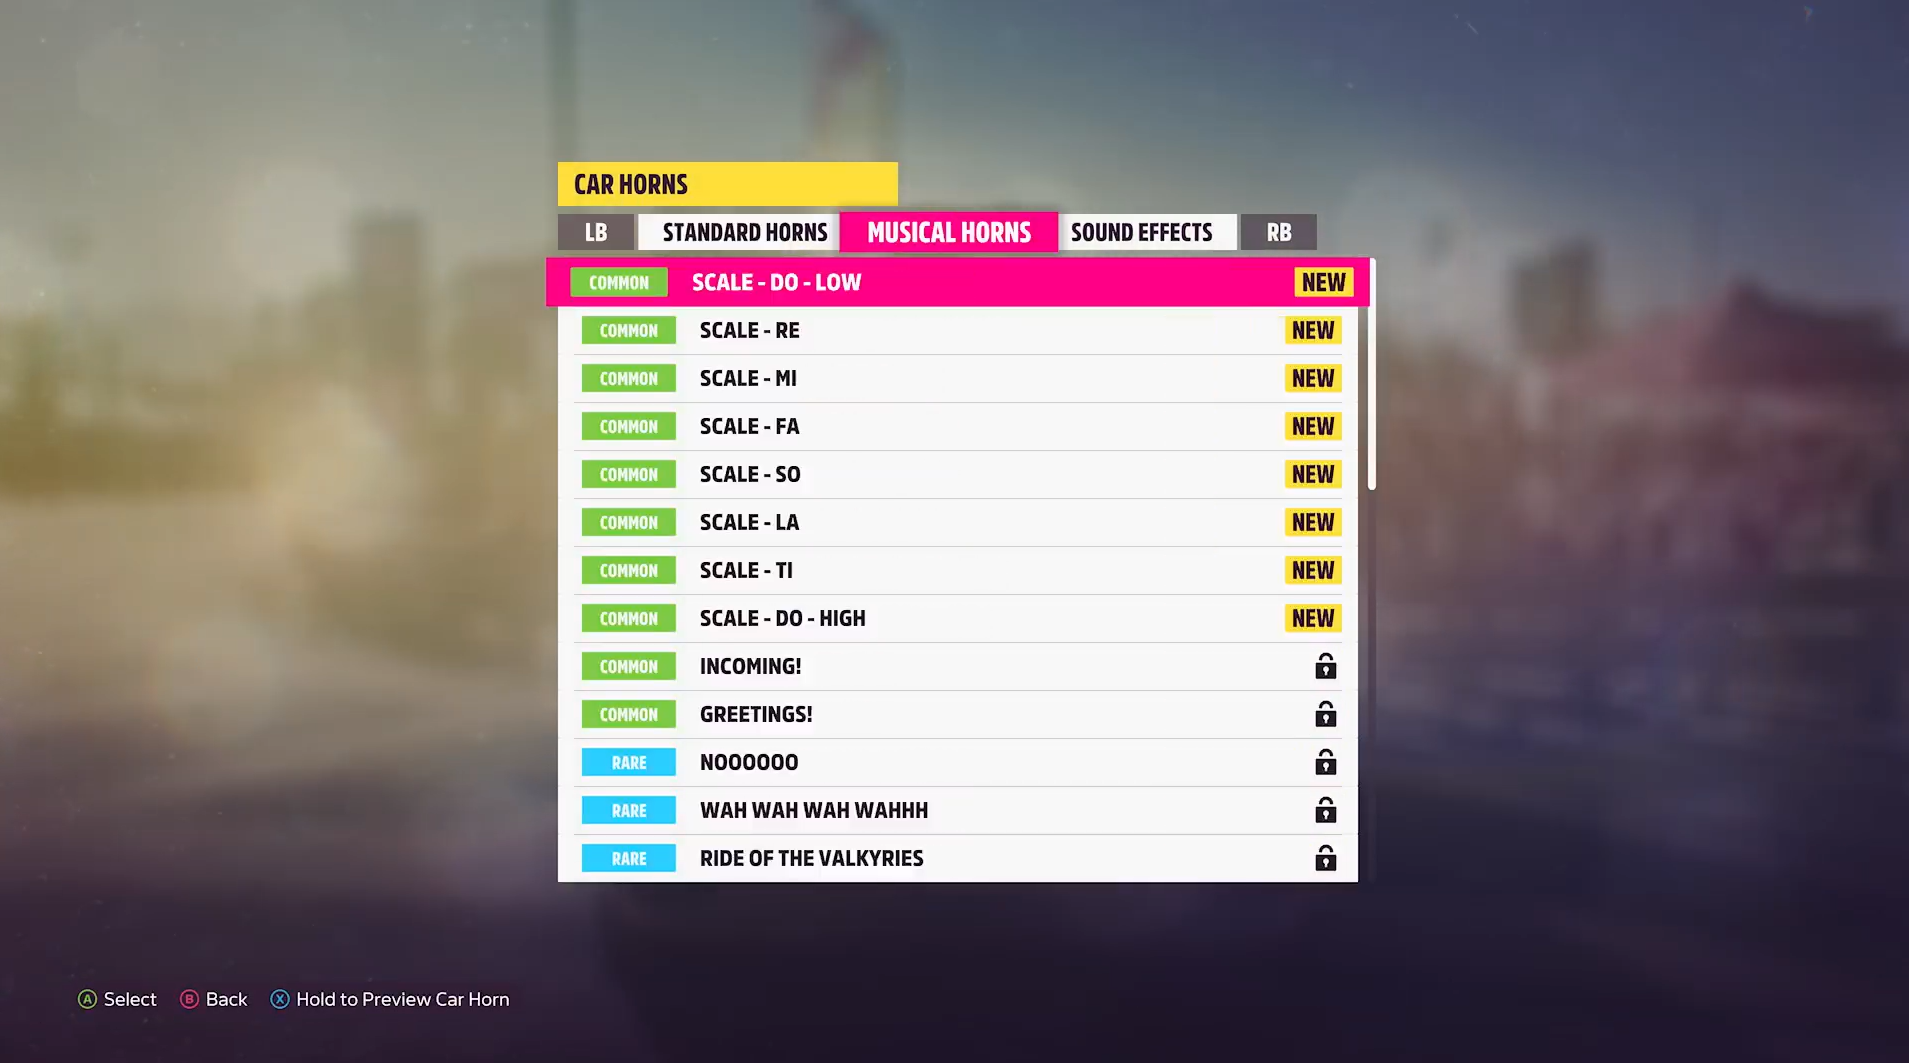 CAR HORNS
LB STANDARD HORNS MUSICAL HORNS SOUND EFFECTS RB
COMMON SCALE - DO - LOW NEW
COMMON SCALE - RE NEW
COMMON SCALE - MI NEW
COMMON SCALE - FA NEW
COMMON SCALE - SO NEW
COMMON SCALE - LA NEW
COMMON SCALE - TI NEW
COMMON SCALE - DO - HIGH NEW
COMMON INCOMING!
COMMON GREETINGS!
RARE NOOOOOO
RARE WAH WAH WAH WAHHH
RARE RIDE OF THE VALKYRIES
A Select B Back X Hold to Preview Car Horn